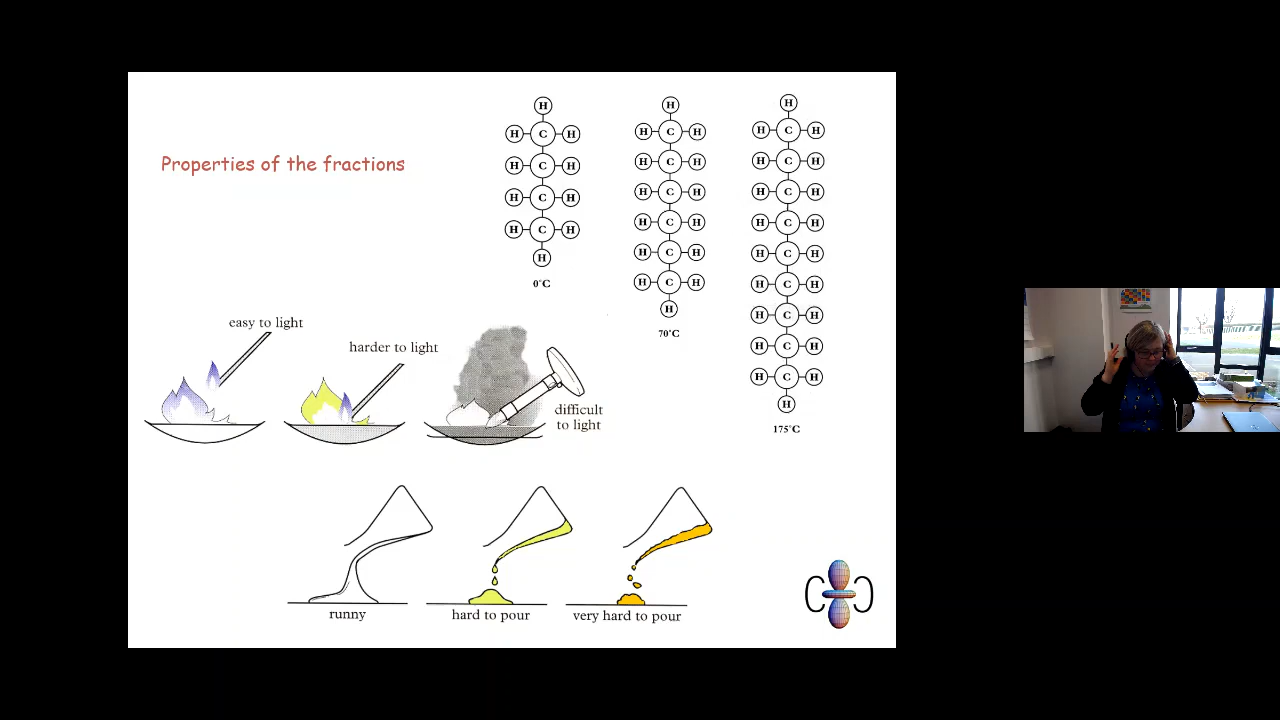 Properties of the fractions
H
H C H
H C H
H C H
H C H
H
0°C
H
H C H
H C H
H C H
H C H
H C H
H C H
H
70°C
H
H C H
H C H
H C H
H C H
H C H
H C H
H C H
H C H
H C H
H
175°C
easy to light
harder to light
difficult
to light
runny
hard to pour
very hard to pour